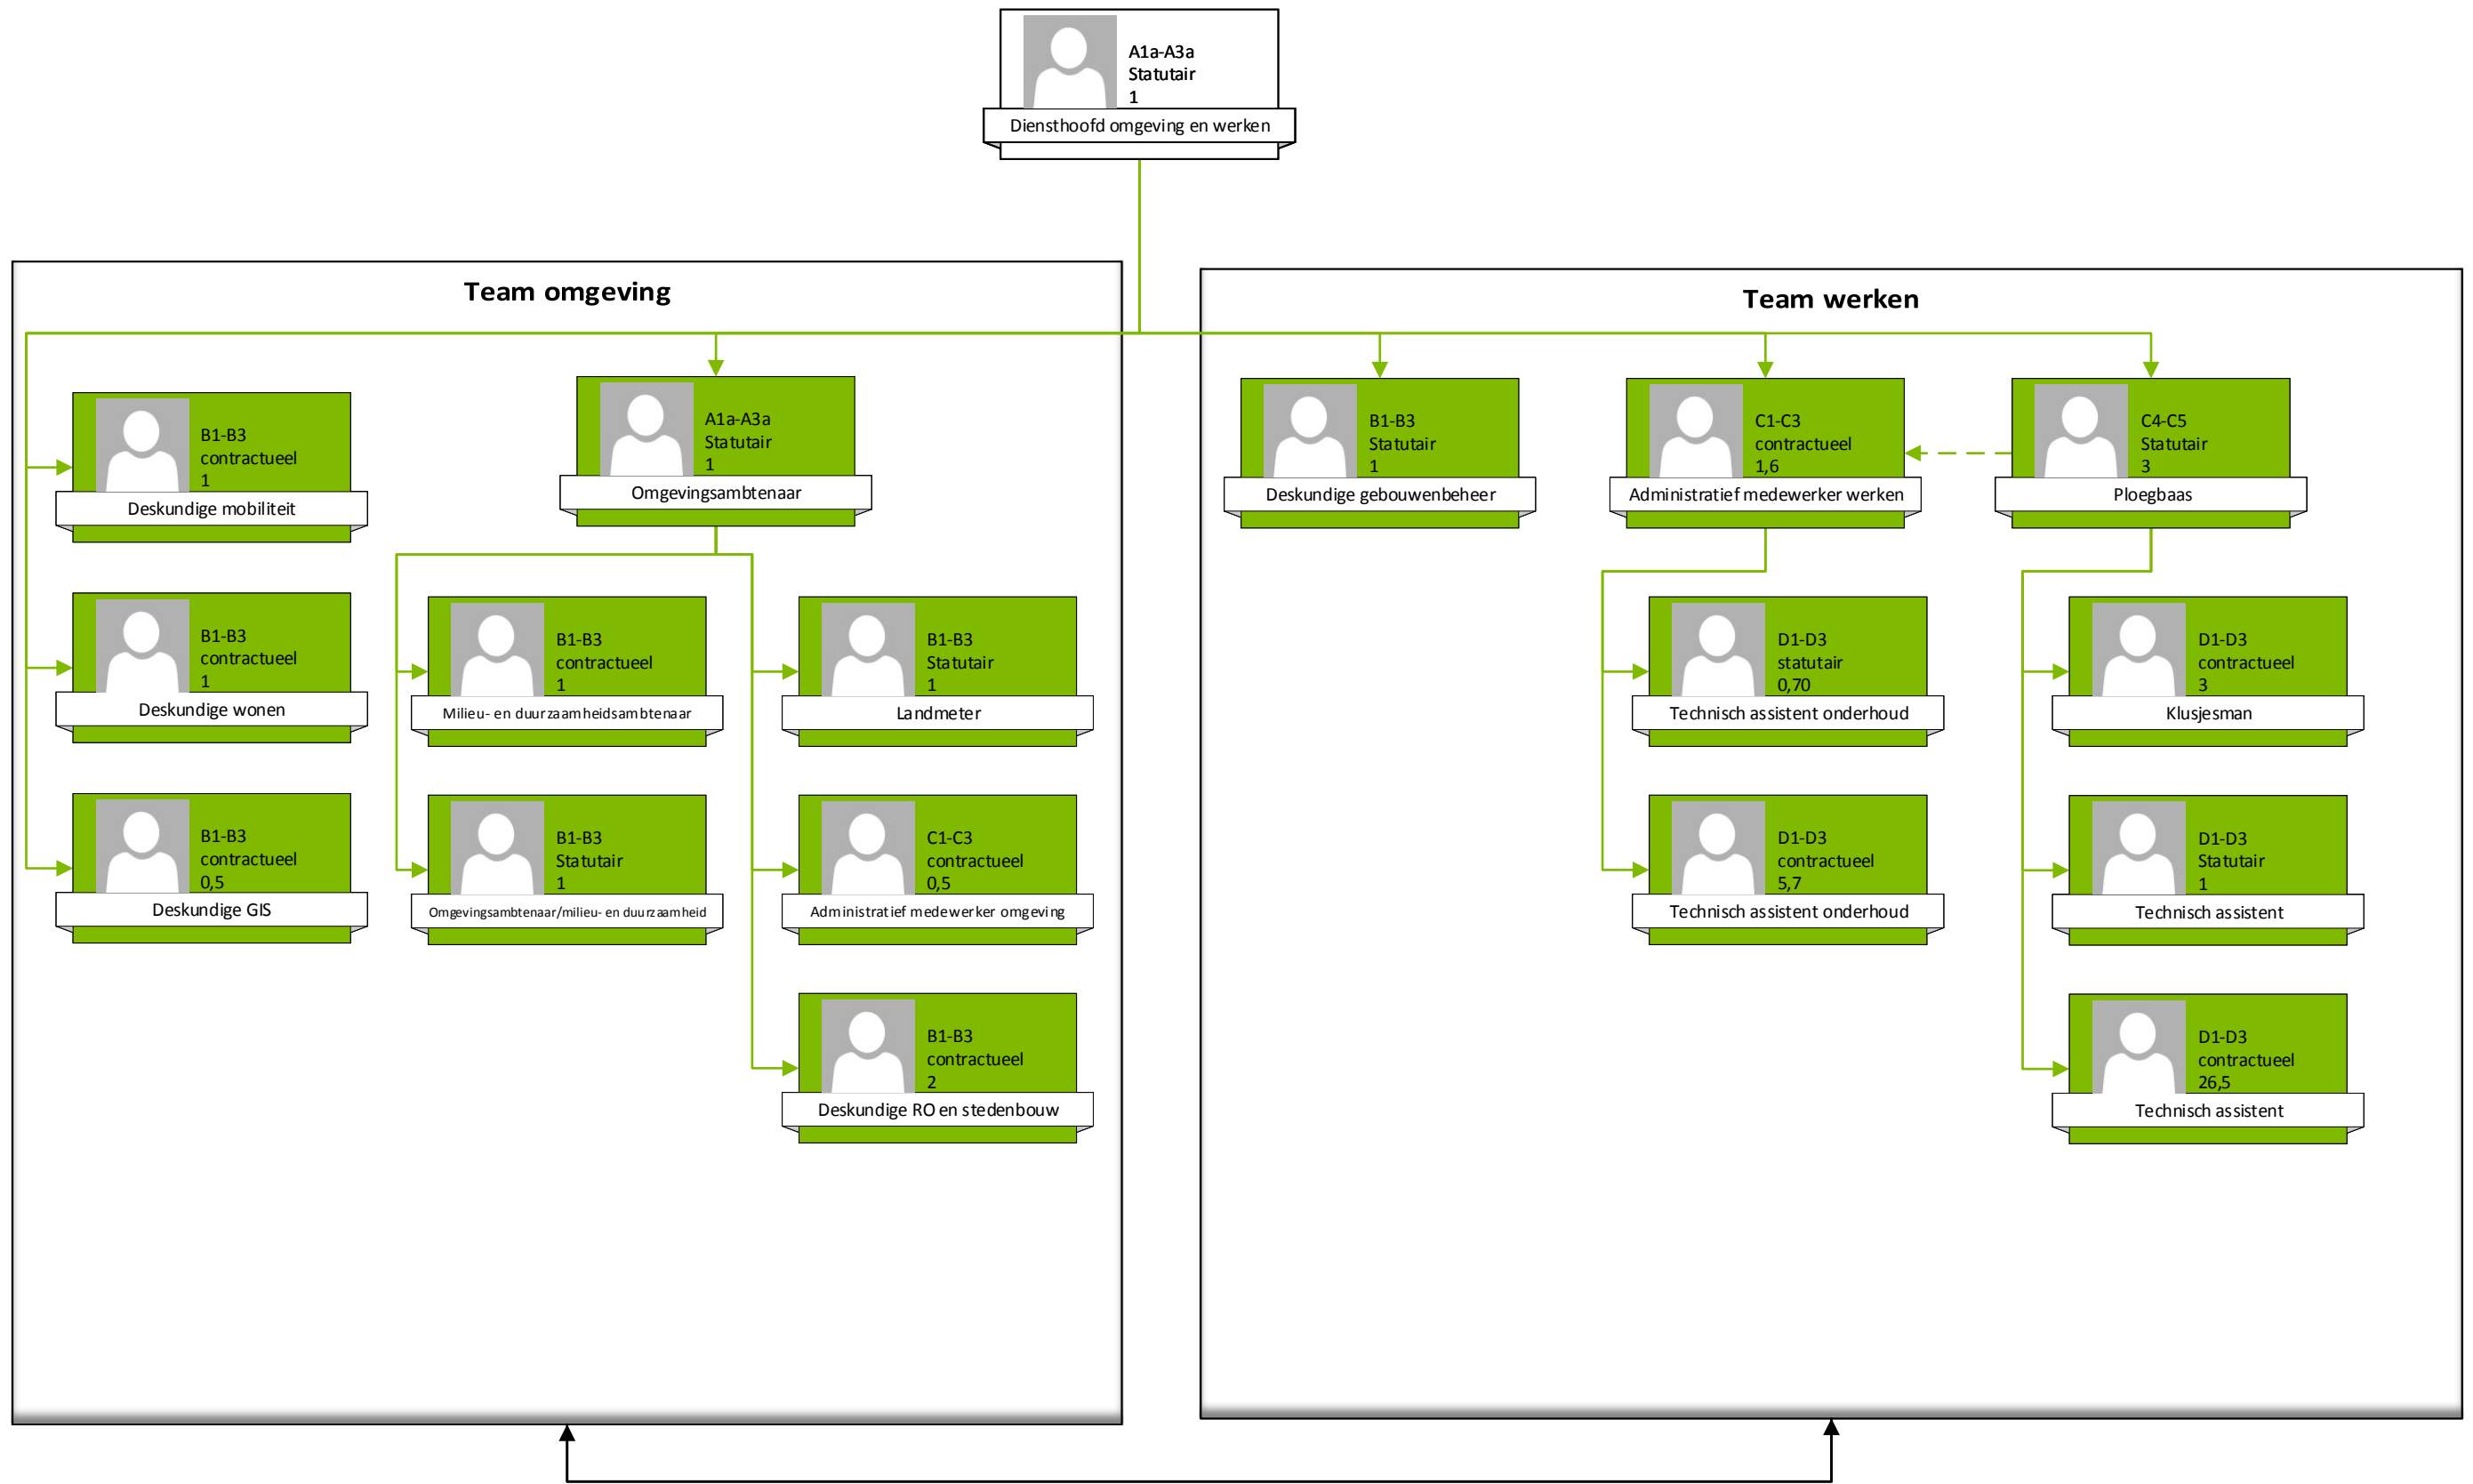 A1a-A3a
Statutair
1
Diensthoofd omgeving en werken
Team omgeving
B1-B3
contractueel
1
Deskundige mobiliteit
A1a-A3a
Statutair
1
Omgevingsambtenaar
B1-B3
contractueel
1
Deskundige wonen
B1-B3
contractueel
1
Milieu- en duurzaamheidsambtenaar
B1-B3
Statutair
1
Landmeter
B1-B3
contractueel
0,5
Deskundige GIS
B1-B3
Statutair
1
Omgevingsambtenaar/milieu- en duurzaamheid
C1-C3
contractueel
0,5
Administratief medewerker omgeving
B1-B3
contractueel
2
Deskundige RO en stedenbouw
Team werken
B1-B3
Statutair
1
Deskundige gebouwenbeheer
C1-C3
contractueel
1,6
Administratief medewerker werken
C4-C5
Statutair
3
Ploegbaas
D1-D3
statutair
0,70
Technisch assistent onderhoud
D1-D3
contractueel
3
Klusjesman
D1-D3
contractueel
5,7
Technisch assistent onderhoud
D1-D3
Statutair
1
Technisch assistent
D1-D3
contractueel
26,5
Technisch assistent